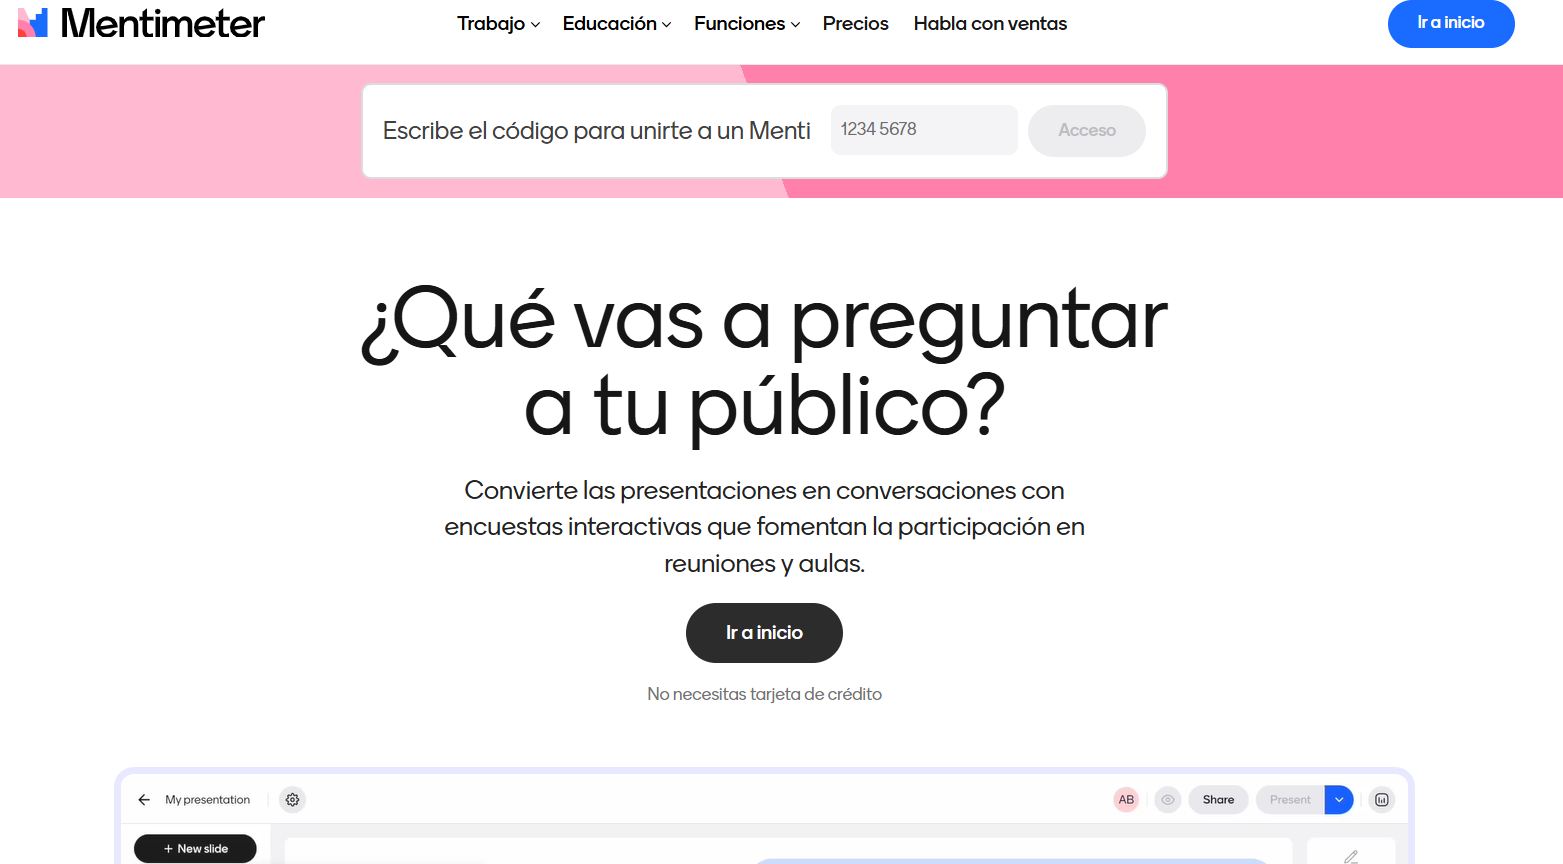 Mentimeter
Trabajo Educación Funciones Precios Habla con ventas
Ir a inicio
Escribe el código para unirte a un Menti
1234 5678
Acceso
¿Qué vas a preguntar
a tu público?
Convierte las presentaciones en conversaciones con
encuestas interactivas que fomentan la participación en
reuniones y aulas.
Ir a inicio
No necesitas tarjeta de crédito
My presentation
AB
Share
Present
+ New slide